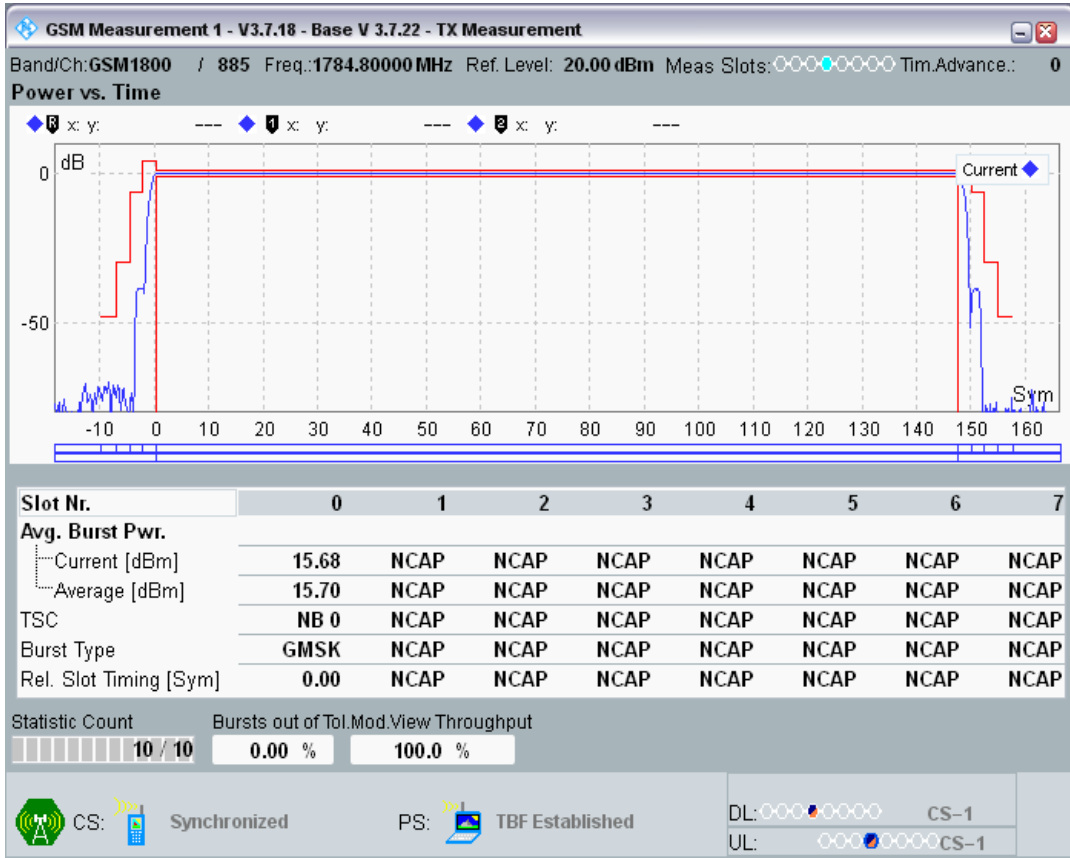 GSM Measurement 1 - V3.7.18 - Base V 3.7.22 - TX Measurement
Band/Ch:GSM1800 / 885 Freq.:1784.80000 MHz Ref. Level: 20.00 dBm Meas Slots: Tim.Advance.: 0
Power vs. Time
R x: y: --- 1 x: y: --- 2 x: y: ---
dB
Current
0
-50
Sym
-10 0 10 20 30 40 50 60 70 80 90 100 110 120 130 140 150 160
Slot Nr. 0 1 2 3 4 5 6 7
Avg. Burst Pwr.
Current [dBm] 15.68 NCAP NCAP NCAP NCAP NCAP NCAP NCAP
Average [dBm] 15.70 NCAP NCAP NCAP NCAP NCAP NCAP NCAP
TSC NB 0 NCAP NCAP NCAP NCAP NCAP NCAP NCAP
Burst Type GMSK NCAP NCAP NCAP NCAP NCAP NCAP NCAP
Rel. Slot Timing [Sym] 0.00 NCAP NCAP NCAP NCAP NCAP NCAP NCAP
Statistic Count Bursts out of Tol.Mod.View Throughput
10 / 10 0.00 % 100.0 %
CS: Synchronized PS: TBF Established
DL: CS-1
UL: CS-1